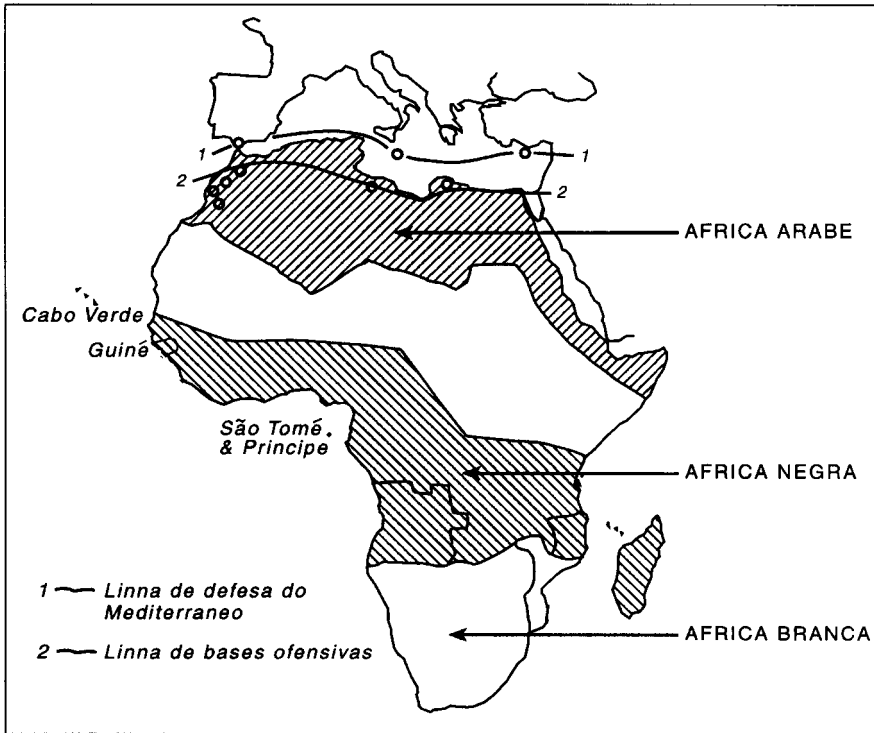 1
1
2
2
AFRICA ARABE
Cabo Verde
Guiné
São Tomé
& Principe
AFRICA NEGRA
1 Linna de defesa do
Mediterraneo
AFRICA BRANCA
2 Linna de bases ofensivas